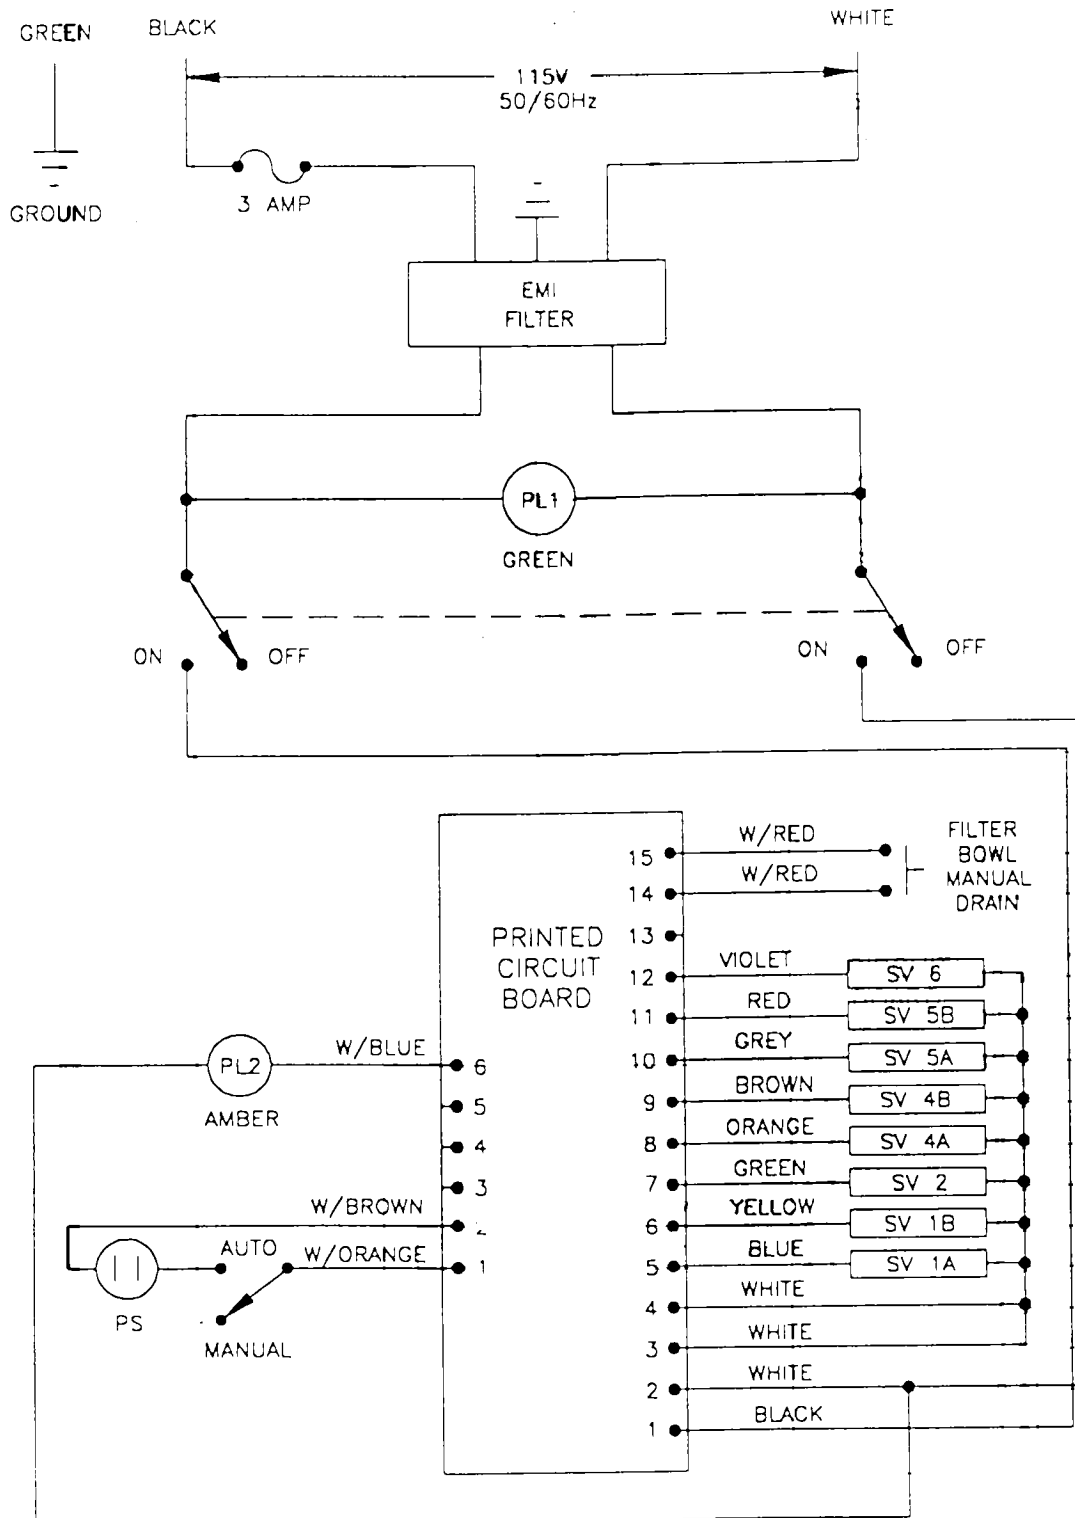 GREEN BLACK WHITE
115V
50/60Hz
GROUND
3 AMP
EMI
FILTER
PL1
GREEN
ON OFF
ON OFF
PRINTED
CIRCUIT
BOARD
15 W/RED
14 W/RED
FILTER
BOWL
MANUAL
DRAIN
13
12 VIOLET SV 6
11 RED SV 5B
10 GREY SV 5A
9 BROWN SV 4B
8 ORANGE SV 4A
7 GREEN SV 2
6 YELLOW SV 1B
5 BLUE SV 1A
4 WHITE
3 WHITE
2 WHITE
1 BLACK
PL2 W/BLUE 6
AMBER
5
4
3
W/BROWN 2
AUTO W/ORANGE 1
PS
MANUAL